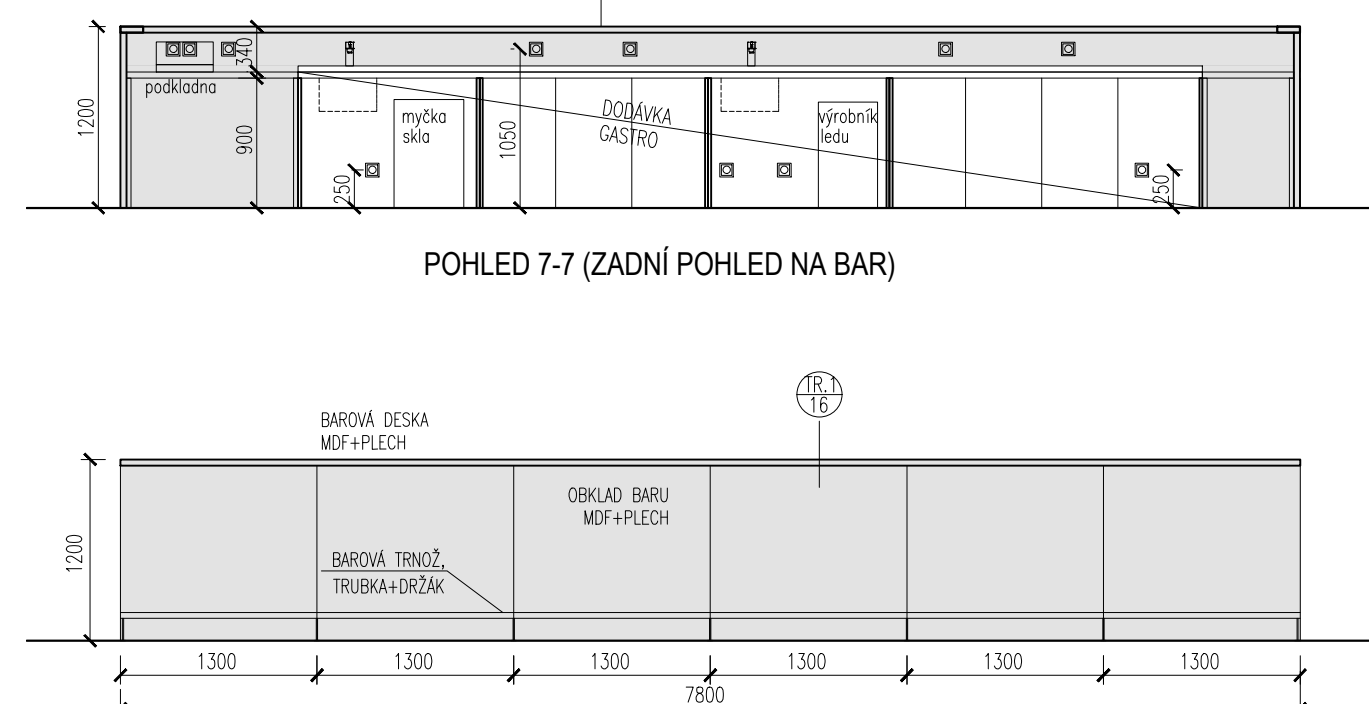 340
podkladna
1200
900
250
myčka
skla
1050
DODÁVKA
GASTRO
výrobník
ledu
250
POHLED 7-7 (ZADNÍ POHLED NA BAR)
TR.1
16
BAROVÁ DESKA
MDF+PLECH
OBKLAD BARU
MDF+PLECH
1200
BAROVÁ TRNOŽ,
TRUBKA+DRŽÁK
1300 1300 1300 1300 1300 1300
7800